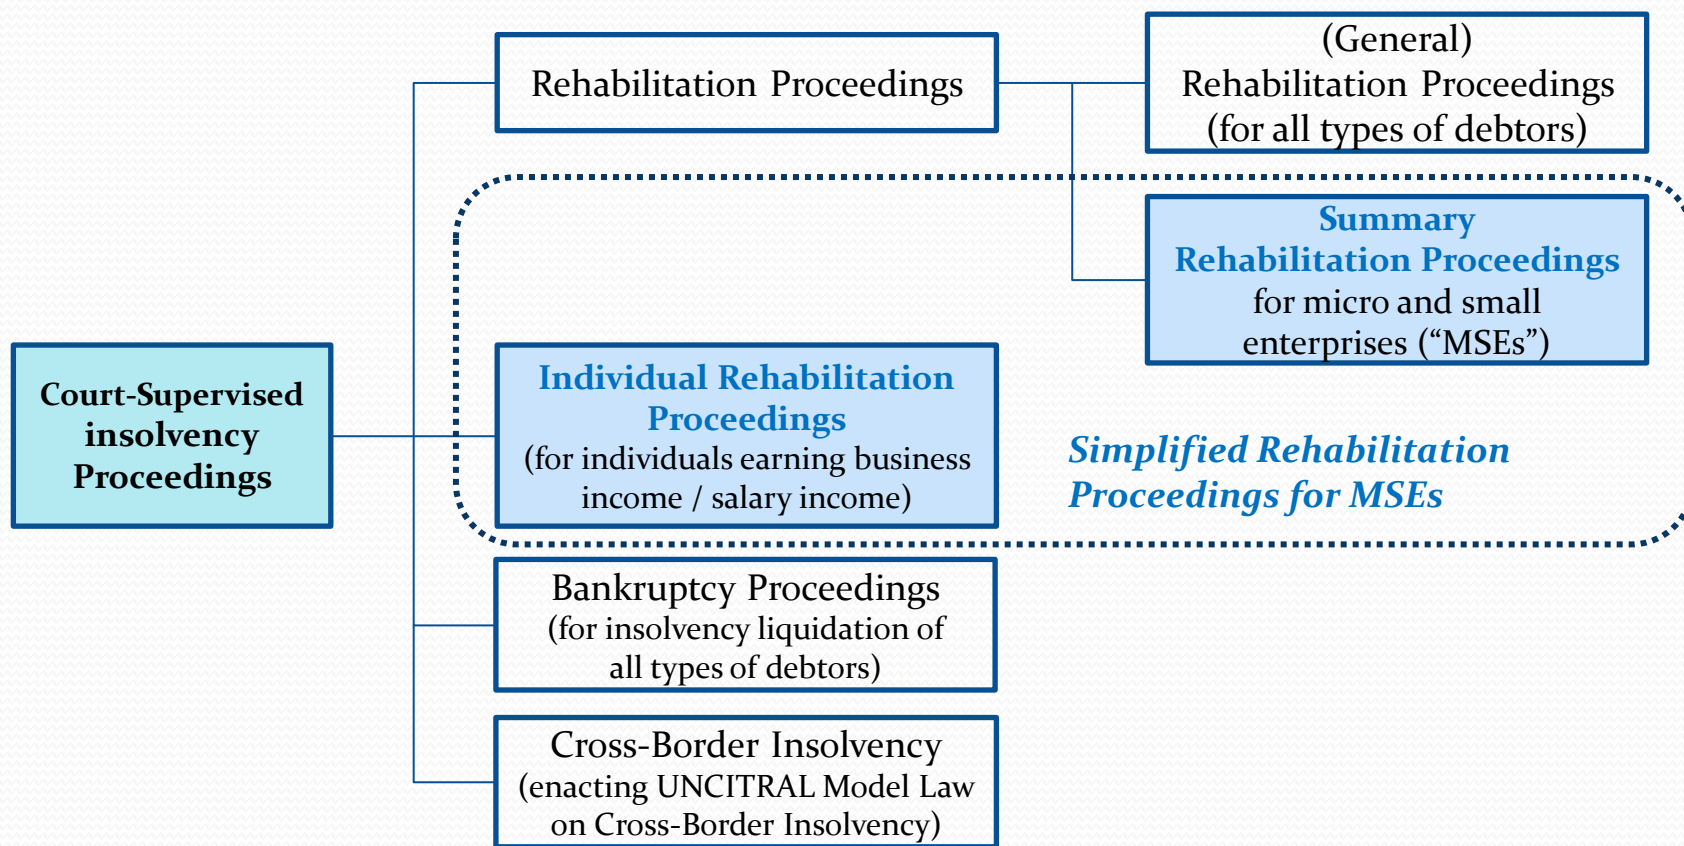 Rehabilitation Proceedings
(General)
Rehabilitation Proceedings
(for all types of debtors)
Summary
Rehabilitation Proceedings
for micro and small
enterprises (“MSEs”)
Court-Supervised
insolvency
Proceedings
Individual Rehabilitation
Proceedings
(for individuals earning business
income / salary income)
Simplified Rehabilitation
Proceedings for MSEs
Bankruptcy Proceedings
(for insolvency liquidation of
all types of debtors)
Cross-Border Insolvency
(enacting UNCITRAL Model Law
on Cross-Border Insolvency)